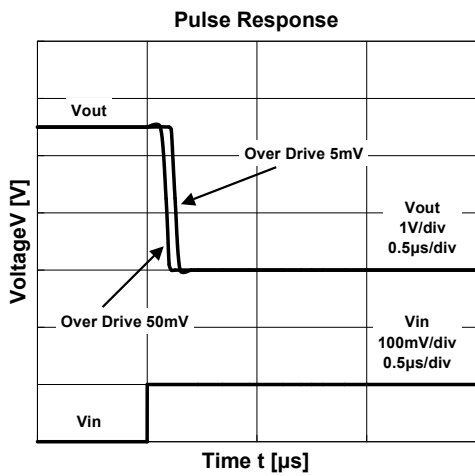 Pulse Response
Vout
Over Drive 5mV
VoltageV [V]
Vout
1V/div
0.5µs/div
Over Drive 50mV
Vin
100mV/div
0.5µs/div
Vin
Time t [µs]